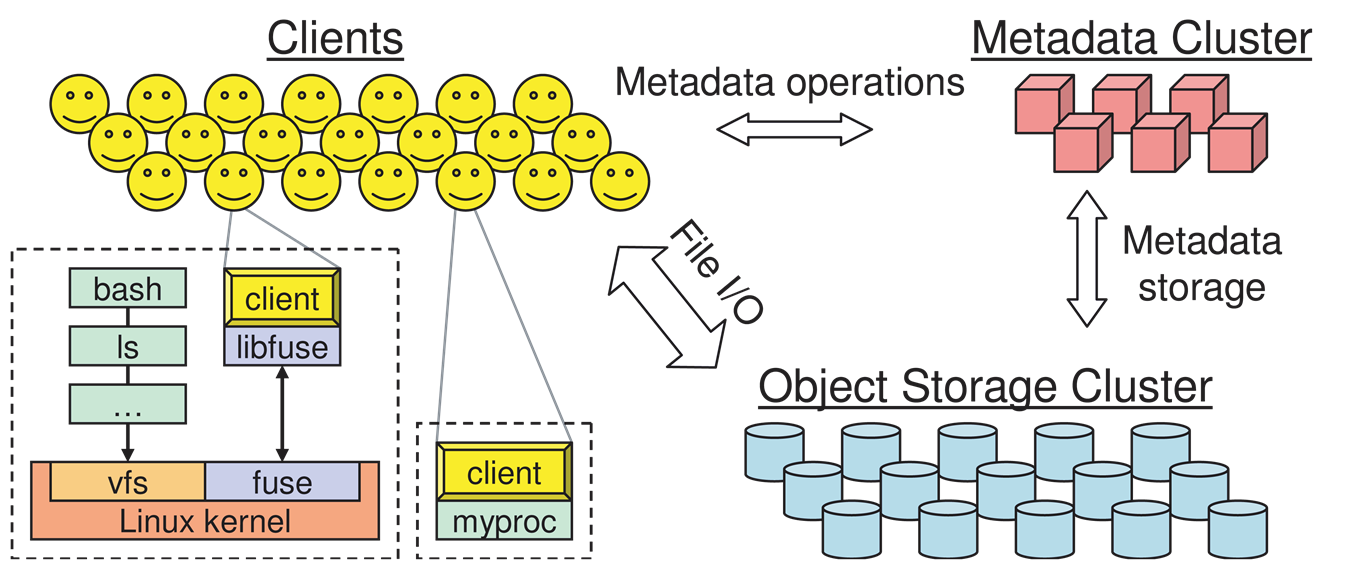 Clients
Metadata Cluster
Metadata operations
File I/O
Metadata
storage
bash
ls
…
client
libfuse
vfs
fuse
Linux kernel
client
myproc
Object Storage Cluster